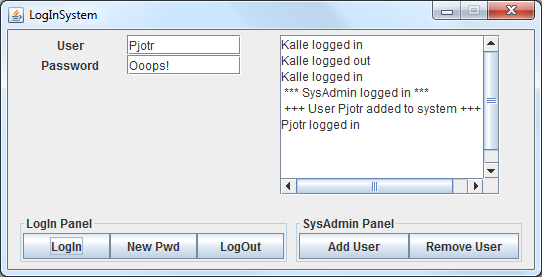 LogInSystem
User Pjotr
Password Ooops!
Kalle logged in
Kalle logged out
Kalle logged in
*** SysAdmin logged in ***
+++ User Pjotr added to system +++
Pjotr logged in
LogIn Panel
LogIn New Pwd LogOut
SysAdmin Panel
Add User Remove User